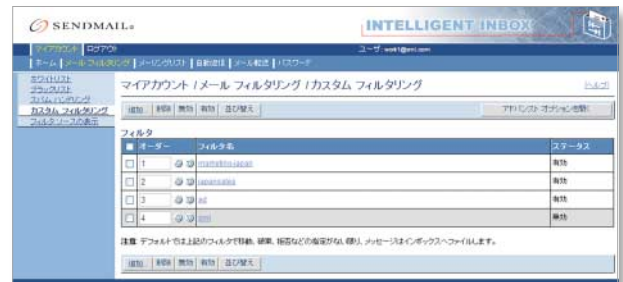 SENDMAIL®
INTELLIGENT INBOX
マイアカウント ログアウト
ユーザ: work1@smi.com
ホーム | メール フィルタリング | メーリングリスト | 自動返信 | メール転送 | パスワード
ホワイトリスト
ブラックリスト
スパム ハンドリング
カスタム フィルタリング
フィルタ ソースの表示
マイアカウント / メール フィルタリング / カスタム フィルタリング
[ヘルプ]
追加... 削除 無効 有効 並び替え
アドバンスト オプションを開く
フィルタ
オーダー フィルタ名 ステータス
1 有効
2 有効
3 ad 有効
4 smi 無効
注意: デフォルトでは上記のフィルタで移動、破棄、拒否などの指定がない限り、メッセージはインボックスへファイルします。
追加... 削除 無効 有効 並び替え